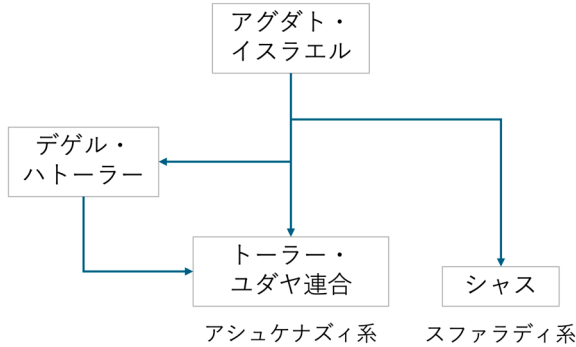 アグダト・
イスラエル
デゲル・
ハトーラー
トーラー・
ユダヤ連合
シャス
アシュケナズィ系
スファラディ系